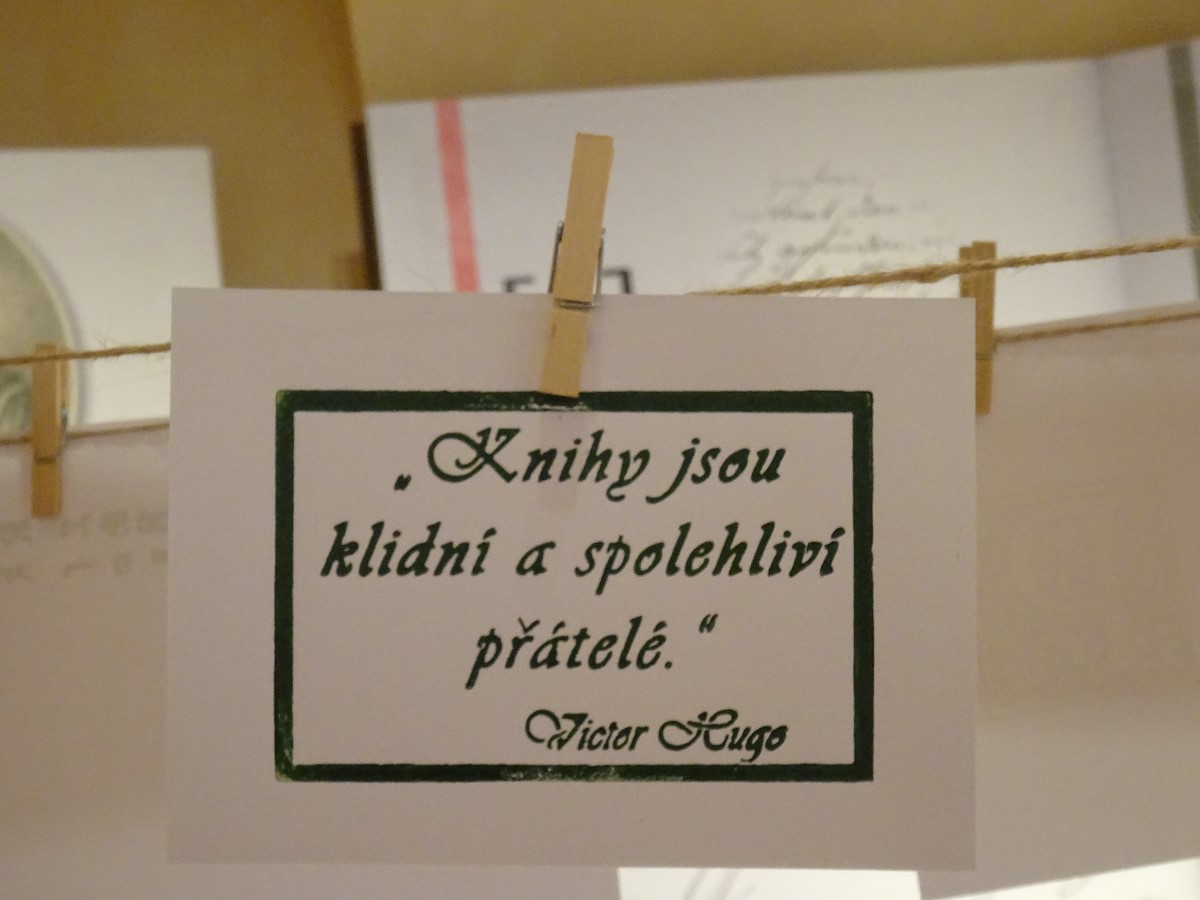 „Knihy jsou
klidní a spolehliví
přátelé.“
Victor Hugo